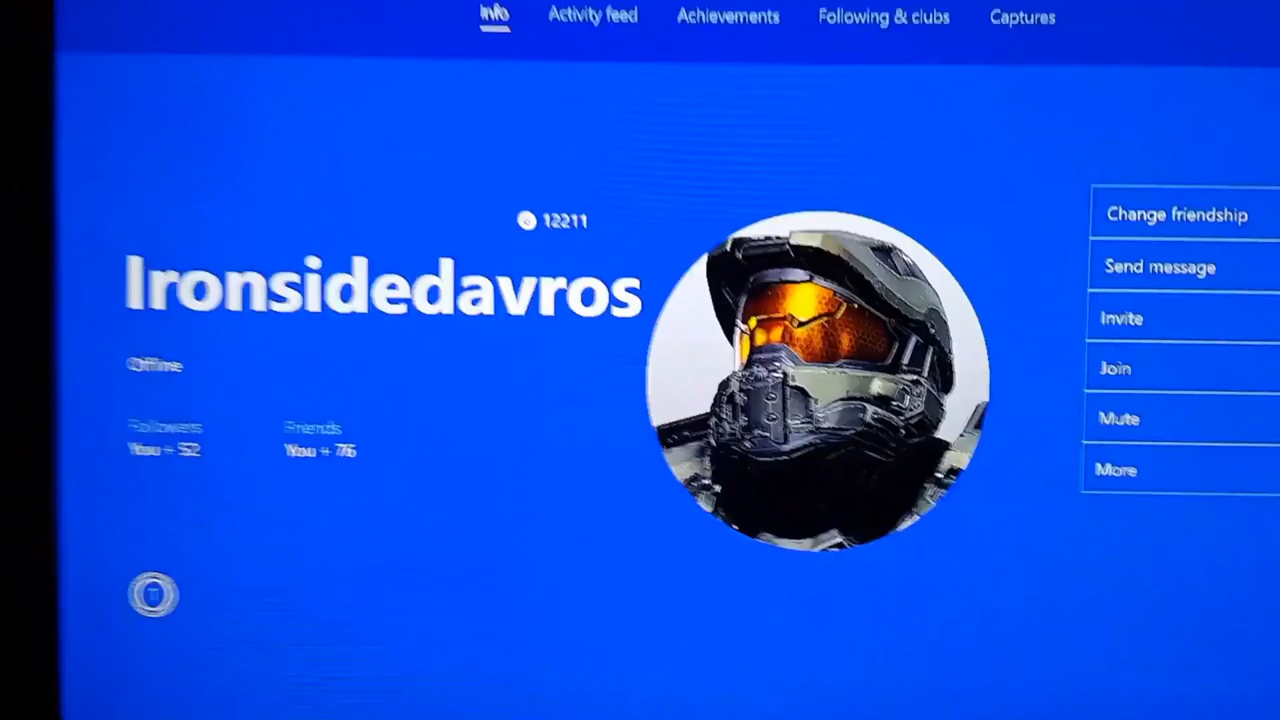 Info
Activity feed
Achievements
Following & clubs
Captures
12211
Ironsidedavros
Offline
Followers
Friends
You + 52
You + 76
Change friendship
Send message
Invite
Join
Mute
More